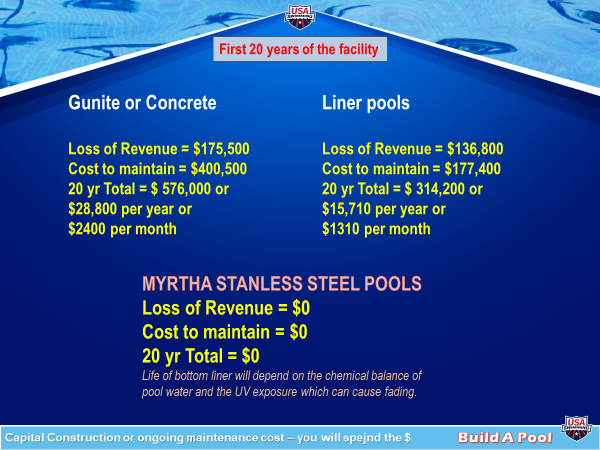 USA
SWIMMING
First 20 years of the facility
Gunite or Concrete
Loss of Revenue = $175,500
Cost to maintain = $400,500
20 yr Total = $ 576,000 or
$28,800 per year or
$2400 per month
Liner pools
Loss of Revenue = $136,800
Cost to maintain = $177,400
20 yr Total = $ 314,200 or
$15,710 per year or
$1310 per month
MYRTHA STANLESS STEEL POOLS
Loss of Revenue = $0
Cost to maintain = $0
20 yr Total = $0
Life of bottom liner will depend on the chemical balance of
pool water and the UV exposure which can cause fading.
Capital Construction or ongoing maintenance cost – you will spejnd the $
Build A Pool
USA
SWIMMING